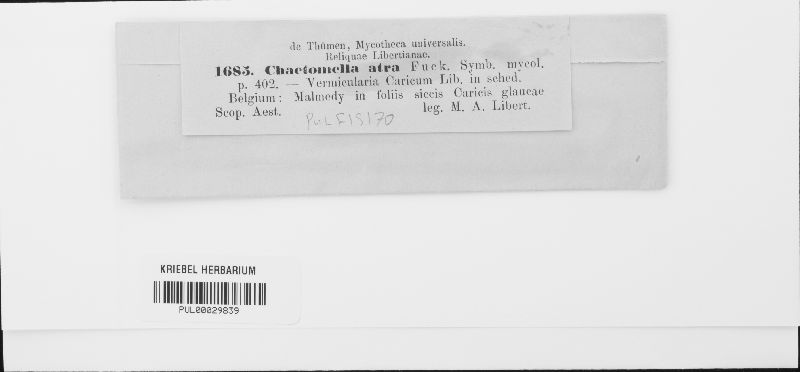 de Thümen, Mycotheca universalis.
Reliquae Libertianae.
1685. Chaetomella atra Fuck. Symb. mycol.
p. 402. — Vermicularia Caricum Lib. in sched.
Belgium: Malmedy in foliis siccis Caricis glaucae
Scop. Aest. leg. M. A. Libert.
PUL F15170
KRIEBEL HERBARIUM
PUL00029839